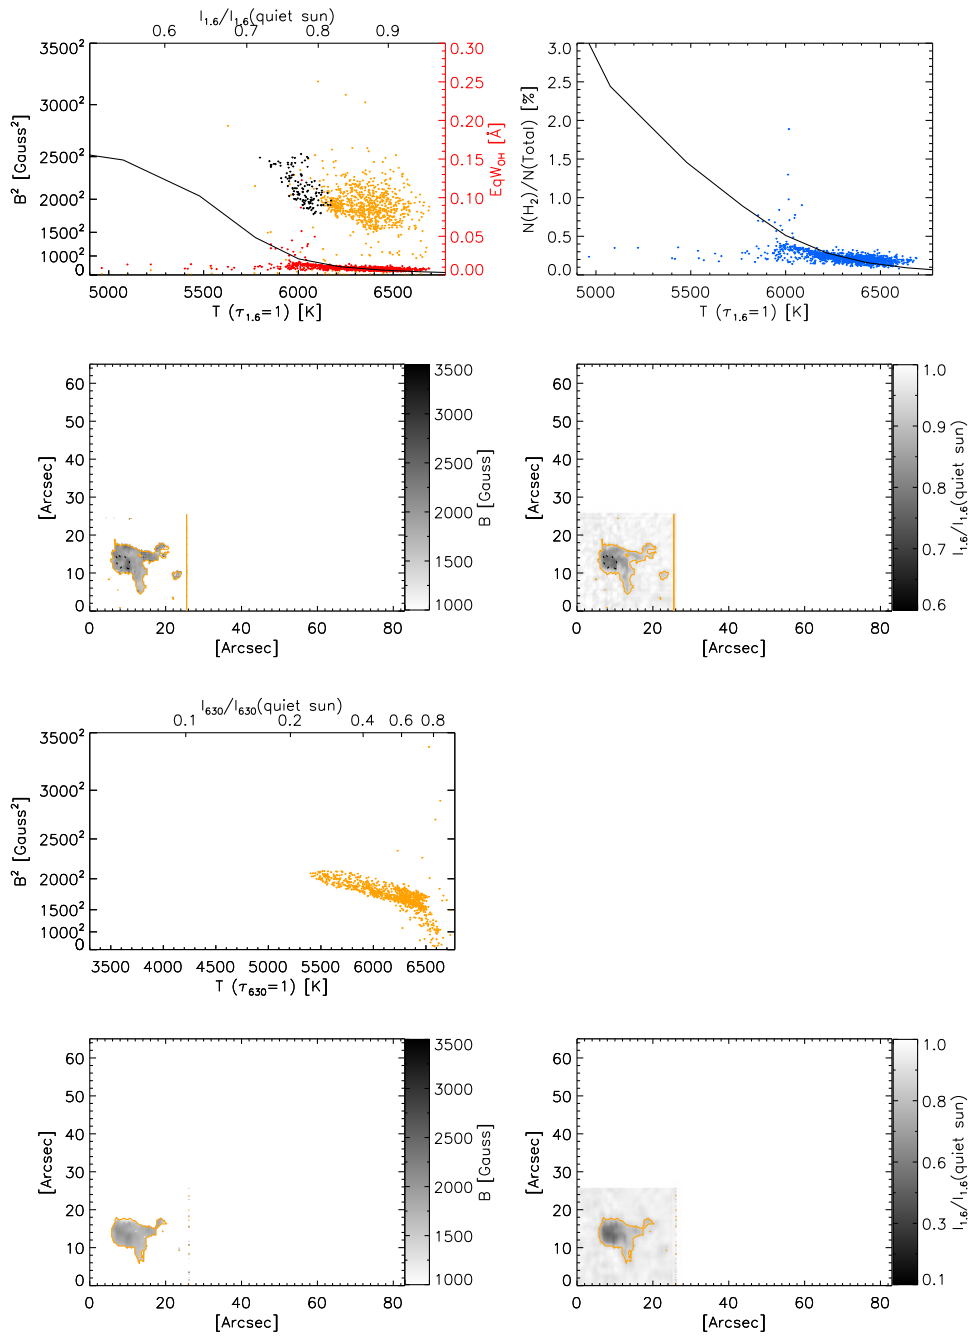 I1.6/I1.6(quiet sun)
0.6 0.7 0.8 0.9
3500² 3000² 2500² 2000² 1500² 1000² 0
B² [Gauss²]
0.30 0.25 0.20 0.15 0.10 0.05 0.00
EqWOH [Å]
5000 5500 6000 6500
T (τ1.6=1) [K]
3.0 2.5 2.0 1.5 1.0 0.5 0.0
N(H2)/N(Total) [%]
5000 5500 6000 6500
T (τ1.6=1) [K]
60 50 40 30 20 10 0
[Arcsec]
0 20 40 60 80
[Arcsec]
3500 3000 2500 2000 1500 1000
B [Gauss]
60 50 40 30 20 10 0
[Arcsec]
0 20 40 60 80
[Arcsec]
1.0 0.9 0.8 0.7 0.6
I1.6/I1.6(quiet sun)
I630/I630(quiet sun)
0.1 0.2 0.4 0.6 0.8
3500² 3000² 2500² 2000² 1500² 1000² 0
B² [Gauss²]
3500 4000 4500 5000 5500 6000 6500
T (τ630=1) [K]
60 50 40 30 20 10 0
[Arcsec]
0 20 40 60 80
[Arcsec]
3500 3000 2500 2000 1500 1000
B [Gauss]
60 50 40 30 20 10 0
[Arcsec]
0 20 40 60 80
[Arcsec]
1.0 0.8 0.6 0.3 0.1
I1.6/I1.6(quiet sun)